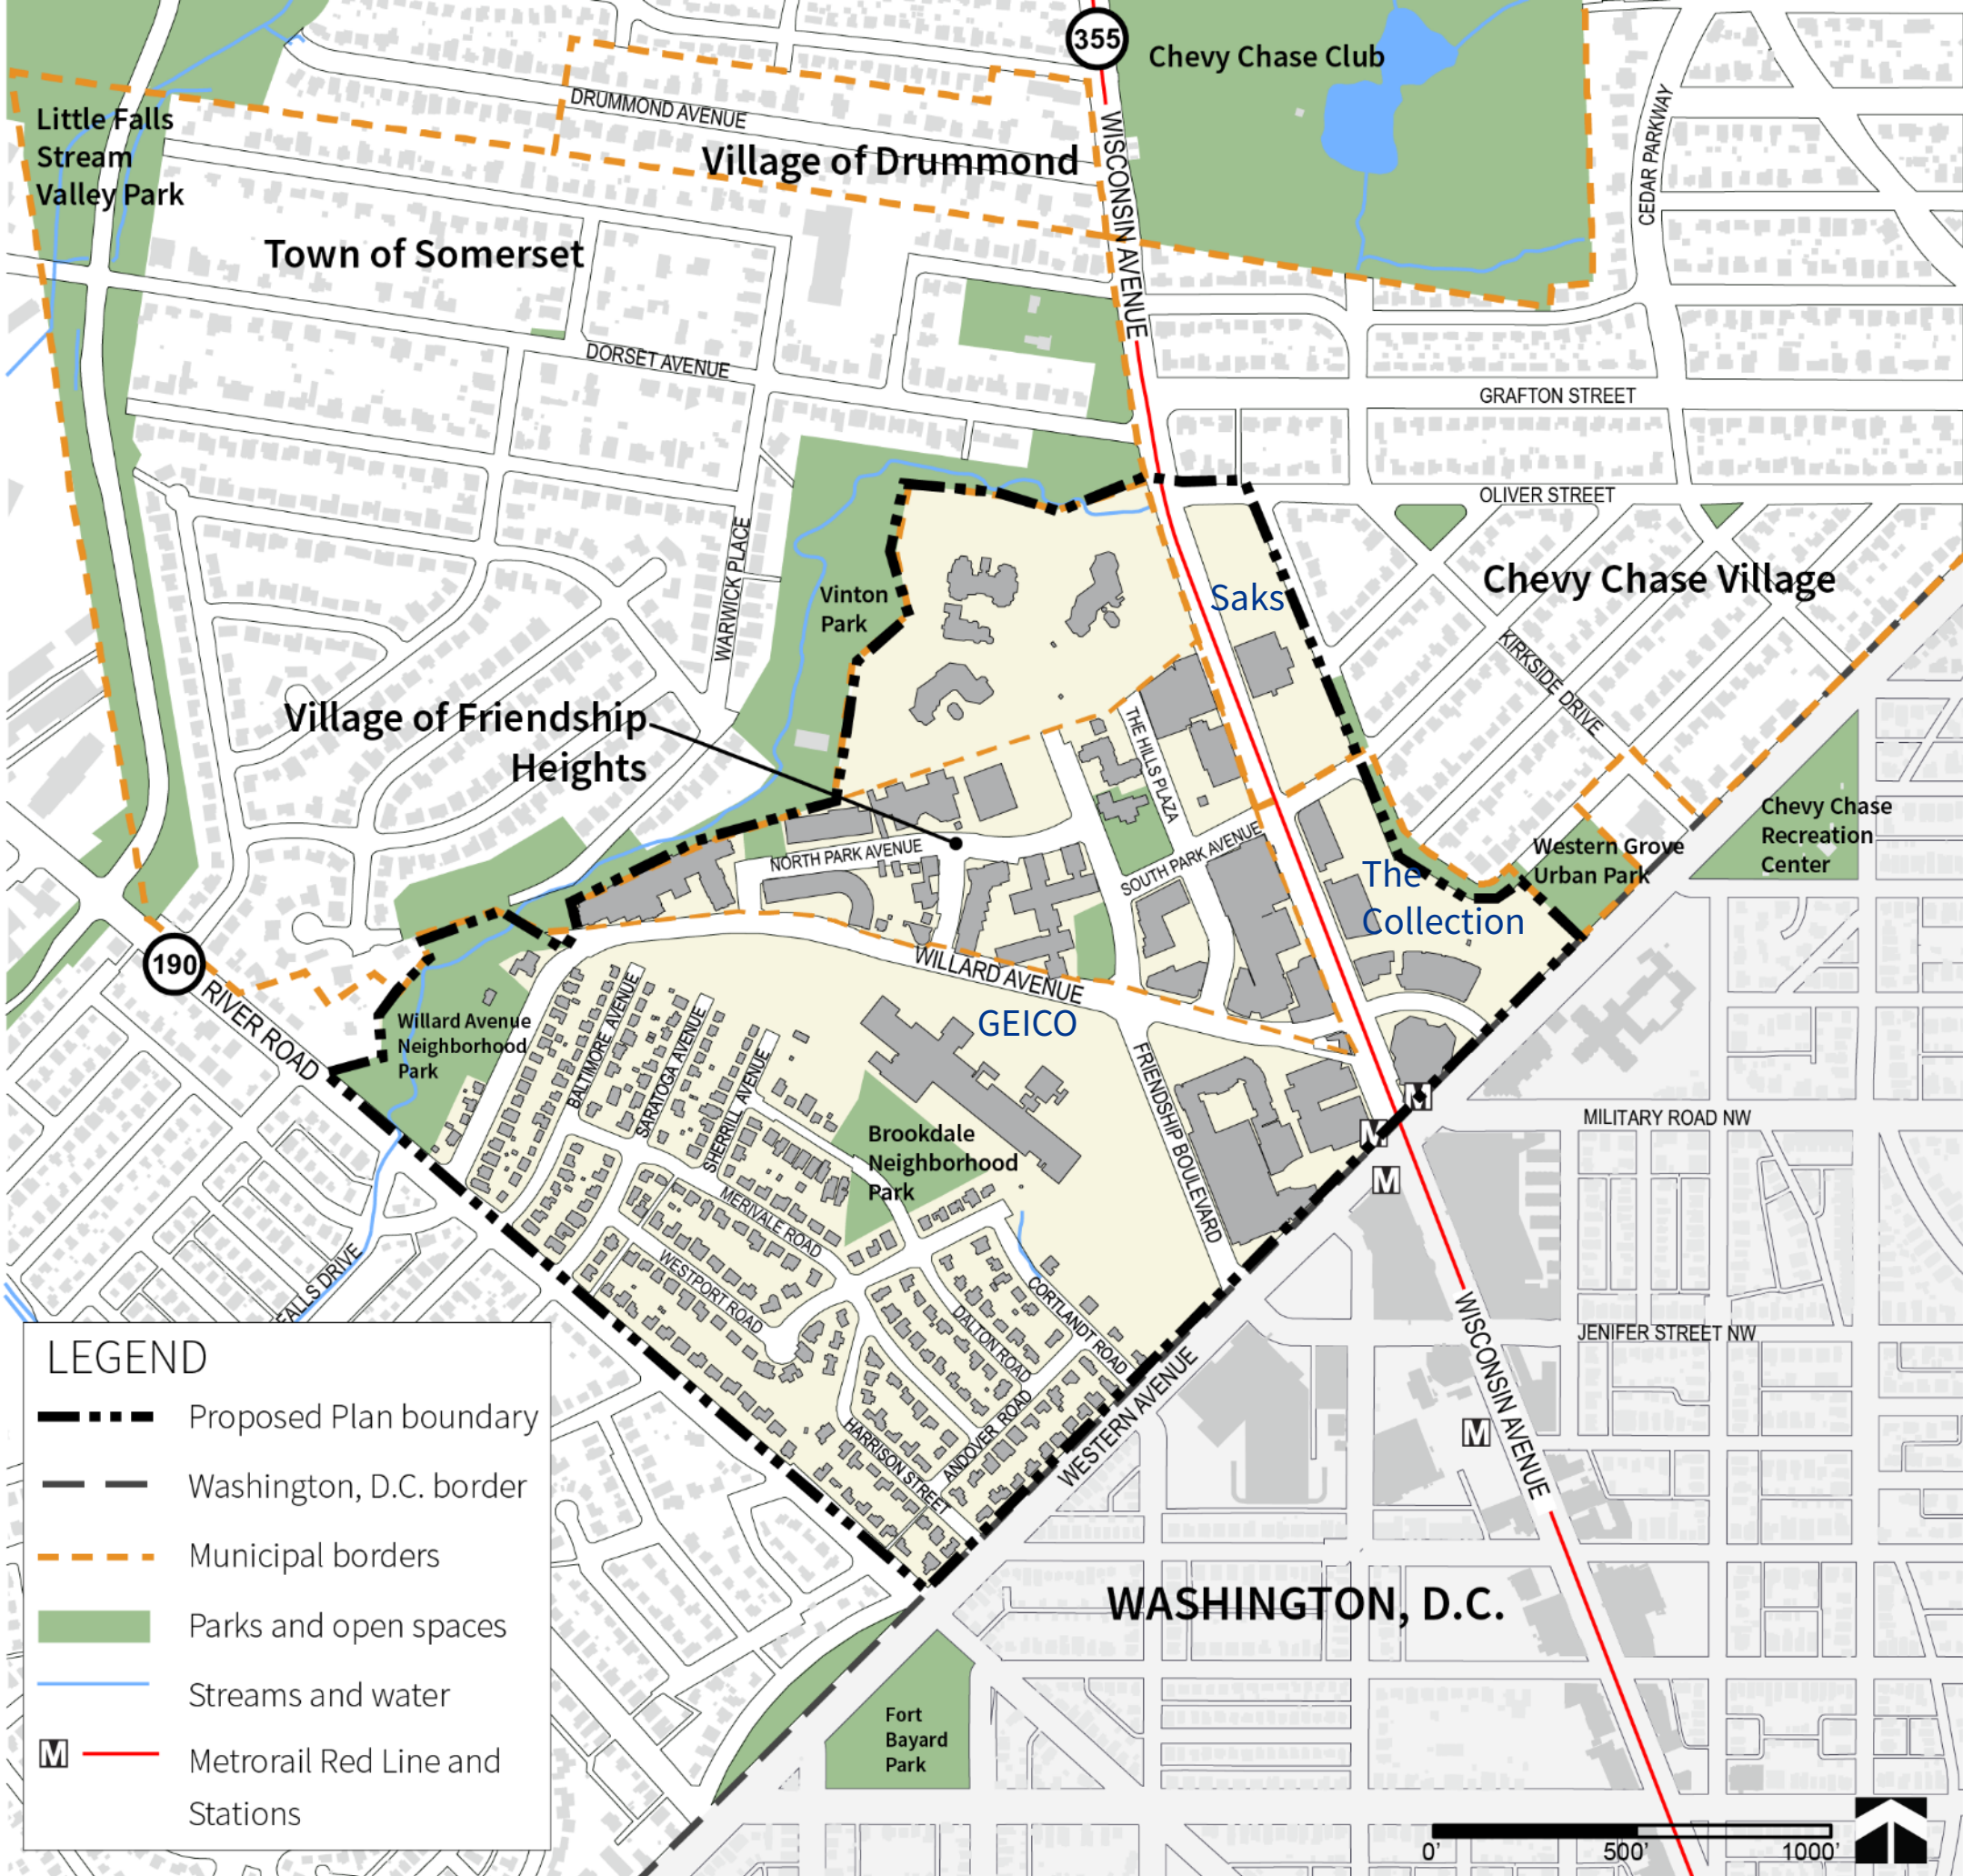 355
Chevy Chase Club
Little Falls
Stream
Valley Park
DRUMMOND AVENUE
Village of Drummond
WISCONSIN AVENUE
CEDAR PARKWAY
Town of Somerset
DORSET AVENUE
GRAFTON STREET
OLIVER STREET
WARWICK PLACE
Vinton
Park
Saks
Chevy Chase Village
KIRKSIDE DRIVE
Village of Friendship
Heights
THE HILLS PLAZA
NORTH PARK AVENUE
SOUTH PARK AVENUE
The
Collection
Western Grove
Urban Park
Chevy Chase
Recreation
Center
190
RIVER ROAD
WILLARD AVENUE
GEICO
Willard Avenue
Neighborhood
Park
BALTIMORE AVENUE
SARATOGA AVENUE
SHERRILL AVENUE
FRIENDSHIP BOULEVARD
M
M
M
MILITARY ROAD NW
Brookdale
Neighborhood
Park
MERIVALE ROAD
WESTPORT ROAD
CORTLANDT ROAD
DALTON ROAD
ANDOVER ROAD
HARRISON STREET
WESTERN AVENUE
WISCONSIN AVENUE
JENIFER STREET NW
M
FALLS DRIVE
WASHINGTON, D.C.
Fort
Bayard
Park
LEGEND
Proposed Plan boundary
Washington, D.C. border
Municipal borders
Parks and open spaces
Streams and water
M
Metrorail Red Line and
Stations
0' 500' 1000'